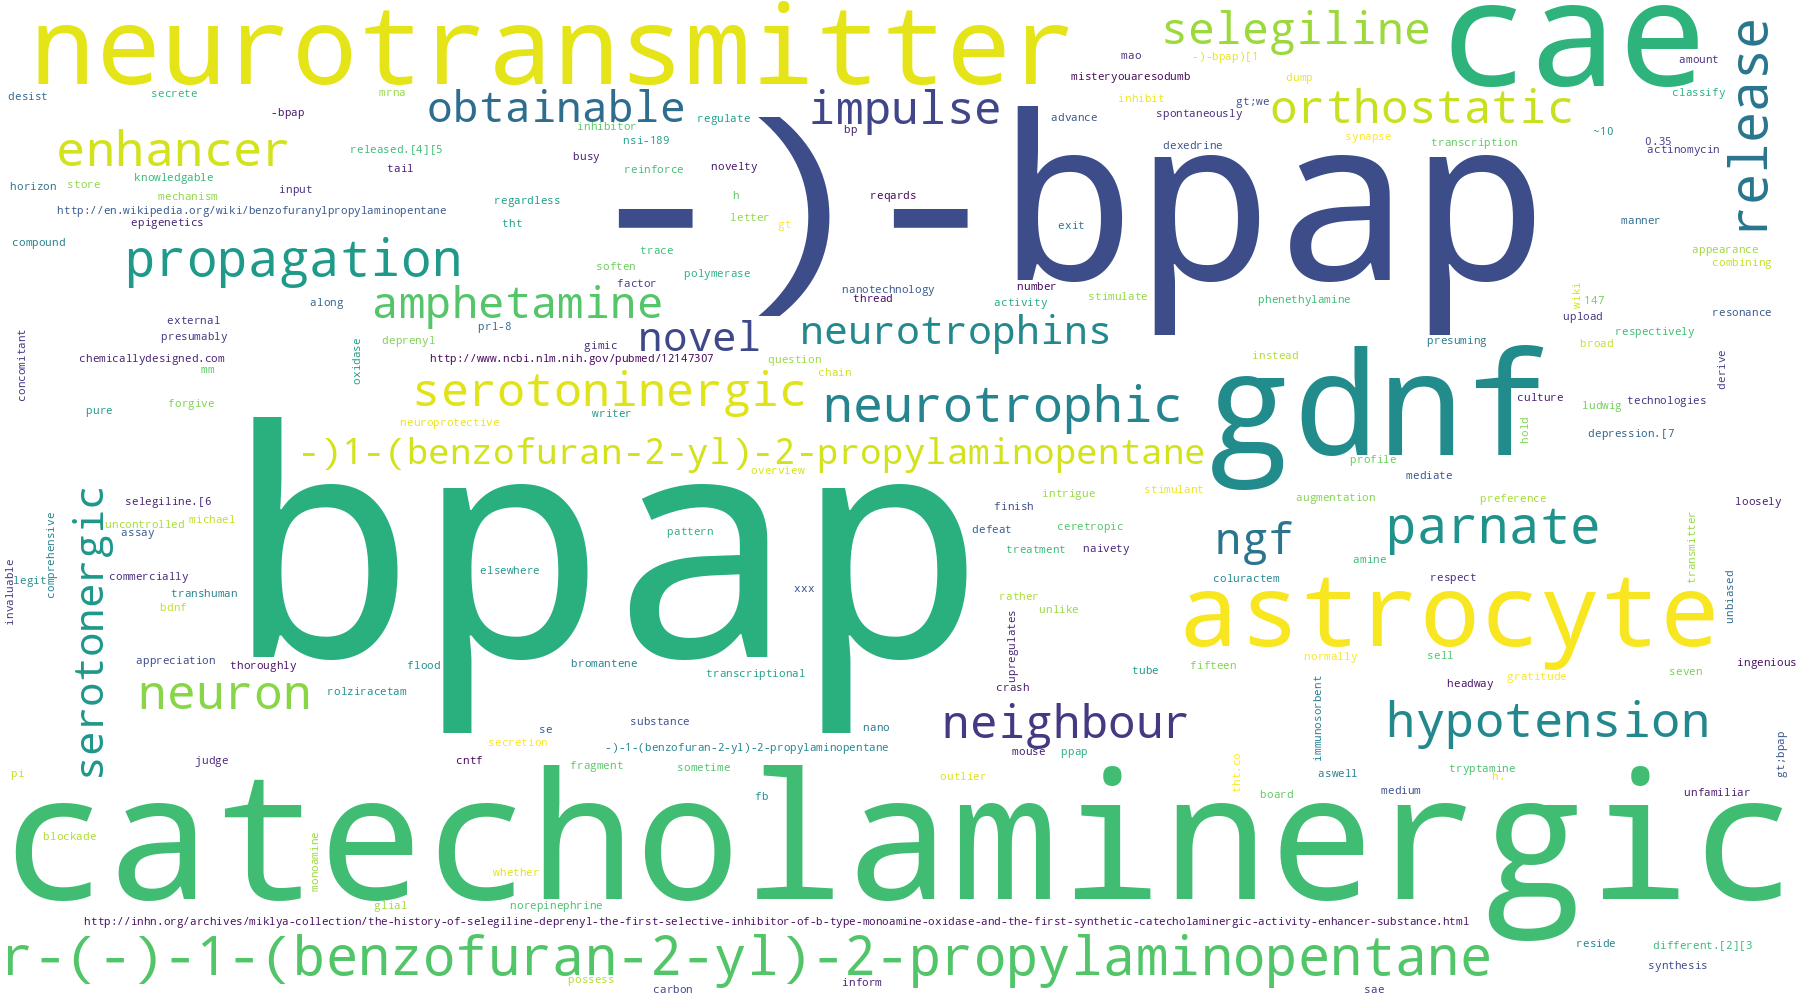 neurotransmitter
selegiline
cae
release
mao
-)-bpap)[1
misteryouaresodumb
dump
amount
desist
secrete
mrna
obtainable
impulse
inhibit
gt;we
orthostatic
classify
-bpap
regulate
advance
spontaneously
enhancer
inhibitor
nsi-189
bp
-)-bpap
synapse
~10
released.[4][5
busy
dexedrine
transcription
0.35
actinomycin
tail
reinforce
novelty
knowledgable
horizon
store
input
mechanism
regardless
h
reqards
http://en.wikipedia.org/wiki/benzofuranylpropylaminopentane
letter
epigenetics
tht
gt
exit
manner
compound
propagation
trace
appearance
soften
polymerase
combining
factor
nanotechnology
number
amphetamine
along
thread
activity
stimulate
phenethylamine
wiki
147
external
prl-8
novel
neurotrophins
upload
resonance
presumably
deprenyl
gimic
presuming
respectively
concomitant
chemicallydesigned.com
oxidase
http://www.ncbi.nlm.nih.gov/pubmed/12147307
question
instead
broad
derive
mm
chain
gdnf
serotoninergic
neurotrophic
culture
pure
forgive
writer
ludwig
technologies
neuroprotective
hold
depression.[7
-)1-(benzofuran-2-yl)-2-propylaminopentane
overview
profile
mediate
bpap
serotonergic
selegiline.[6
intrigue
stimulant
augmentation
preference
loosely
finish
uncontrolled
michael
comprehensive
assay
pattern
defeat
ceretropic
ngf
parnate
transmitter
treatment
naivety
amine
invaluable
legit
commercially
elsewhere
coluractem
respect
transhuman
xxx
rather
astrocyte
unbiased
bdnf
unlike
upregulates
appreciation
thoroughly
flood
bromantene
transcriptional
tube
fifteen
normally
sell
ingenious
neuron
rolziracetam
crash
headway
gratitude
seven
substance
se
nano
neighbour
immunosorbent
hypotension
secretion
-)-1-(benzofuran-2-yl)-2-propylaminopentane
mouse
ppap
judge
cntf
fragment
sometime
tht.co
gt;bpap
pi
outlier
aswell
tryptamine
h.
catecholaminergic
fb
board
medium
unfamiliar
blockade
monoamine
whether
glial
norepinephrine
http://inhn.org/archives/miklya-collection/the-history-of-selegiline-deprenyl-the-first-selective-inhibitor-of-b-type-monoamine-oxidase-and-the-first-synthetic-catecholaminergic-activity-enhancer-substance.html
r-(-)-1-(benzofuran-2-yl)-2-propylaminopentane
reside
different.[2][3
synthesis
possess
carbon
inform
sae